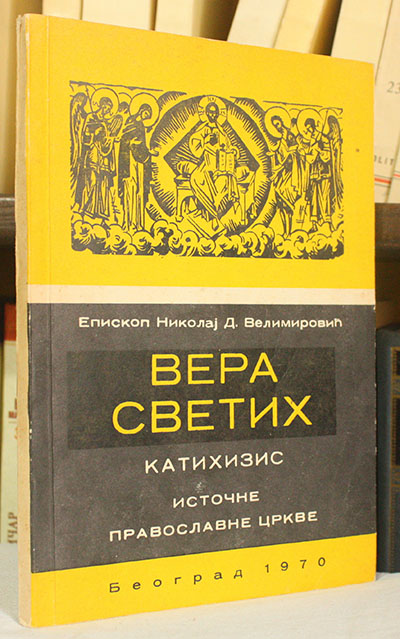 Епископ Николај Д. Велимировић
ВЕРА
СВЕТИХ
КАТИХИЗИС
ИСТОЧНЕ
ПРАВОСЛАВНЕ ЦРКВЕ
Београд 1970